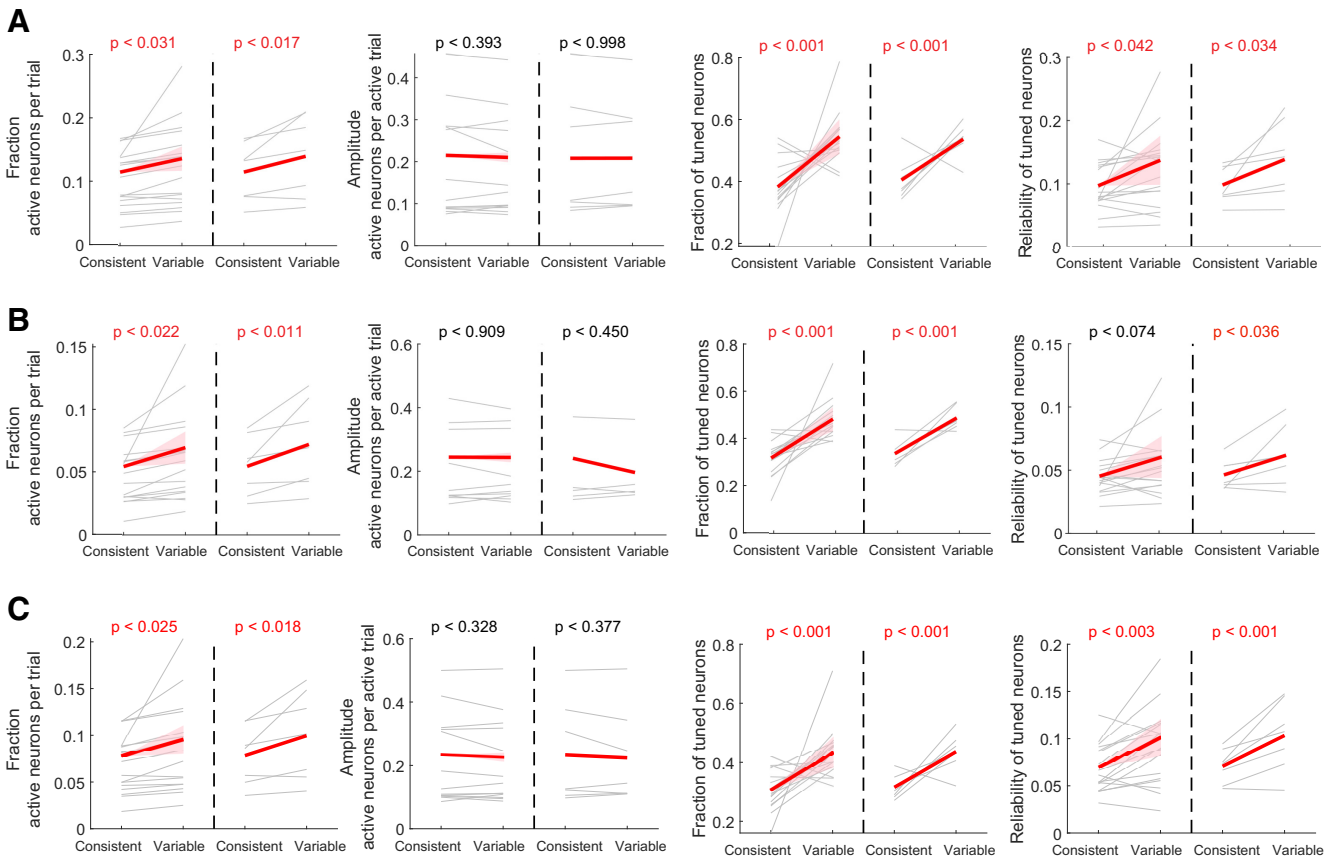 A
p < 0.031
p < 0.017
Fraction
active neurons per trial
0.3
0.2
0.1
0
Consistent Variable Consistent Variable
p < 0.393
p < 0.998
Amplitude
active neurons per active trial
0.4
0.3
0.2
0.1
0
Consistent Variable Consistent Variable
p < 0.001
p < 0.001
Fraction of tuned neurons
0.8
0.6
0.4
0.2
Consistent Variable Consistent Variable
p < 0.042
p < 0.034
Reliability of tuned neurons
0.3
0.2
0.1
0
Consistent Variable Consistent Variable
B
p < 0.022
p < 0.011
Fraction
active neurons per trial
0.15
0.1
0.05
0
Consistent Variable Consistent Variable
p < 0.909
p < 0.450
Amplitude
active neurons per active trial
0.6
0.4
0.2
0
Consistent Variable Consistent Variable
p < 0.001
p < 0.001
Fraction of tuned neurons
0.8
0.6
0.4
0.2
0
Consistent Variable Consistent Variable
p < 0.074
p < 0.036
Reliability of tuned neurons
0.15
0.1
0.05
0
Consistent Variable Consistent Variable
C
p < 0.025
p < 0.018
Fraction
active neurons per trial
0.2
0.15
0.1
0.05
0
Consistent Variable Consistent Variable
p < 0.328
p < 0.377
Amplitude
active neurons per active trial
0.6
0.4
0.2
0
Consistent Variable Consistent Variable
p < 0.001
p < 0.001
Fraction of tuned neurons
0.8
0.6
0.4
0.2
Consistent Variable Consistent Variable
p < 0.003
p < 0.001
Reliability of tuned neurons
0.2
0.15
0.1
0.05
0
Consistent Variable Consistent Variable